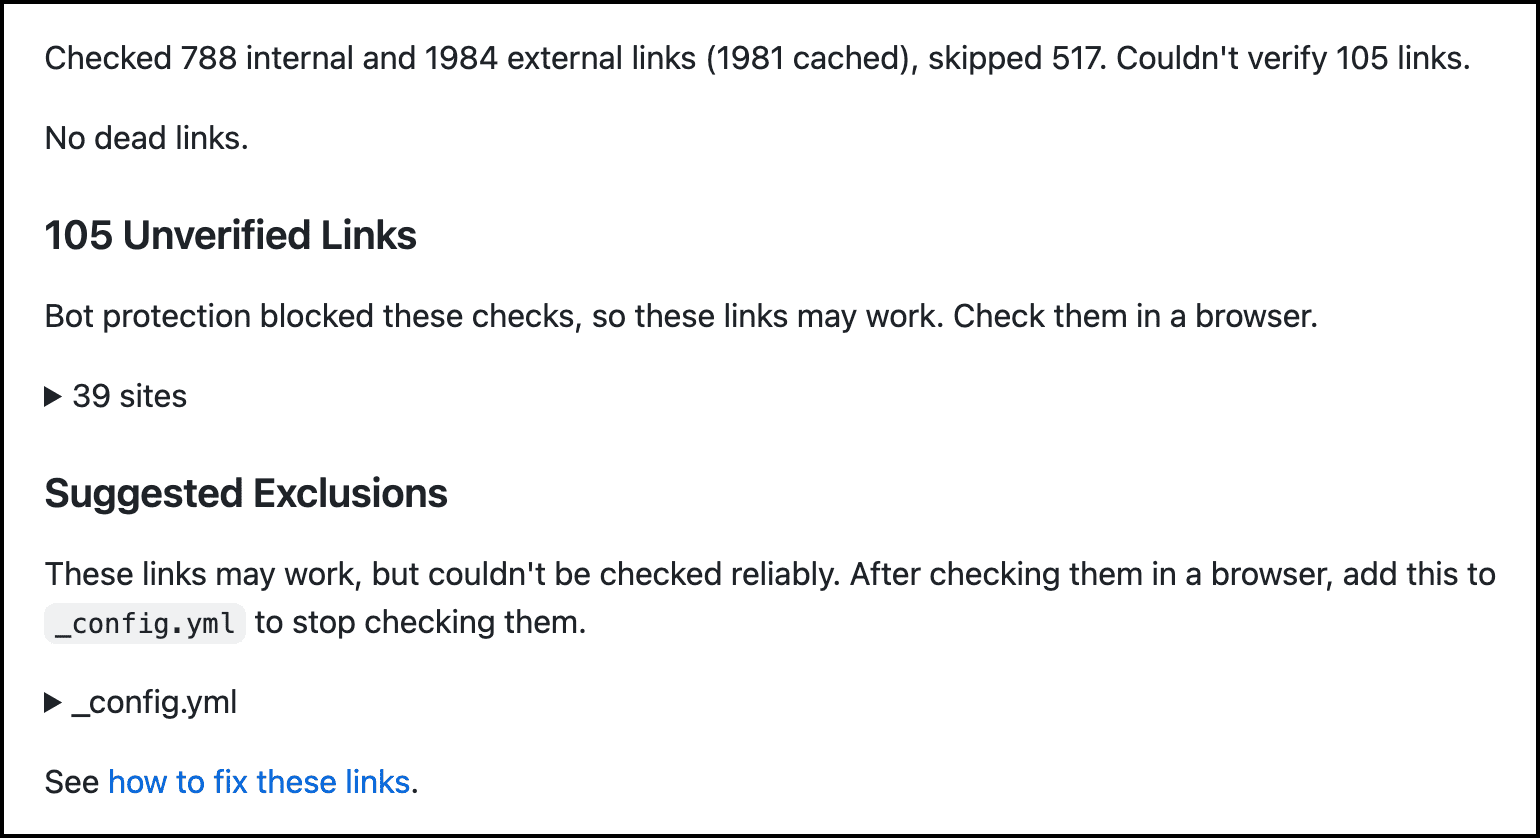 Checked 788 internal and 1984 external links (1981 cached), skipped 517. Couldn't verify 105 links.
No dead links.
105 Unverified Links
Bot protection blocked these checks, so these links may work. Check them in a browser.
39 sites
Suggested Exclusions
These links may work, but couldn't be checked reliably. After checking them in a browser, add this to
_config.yml to stop checking them.
_config.yml
See how to fix these links.